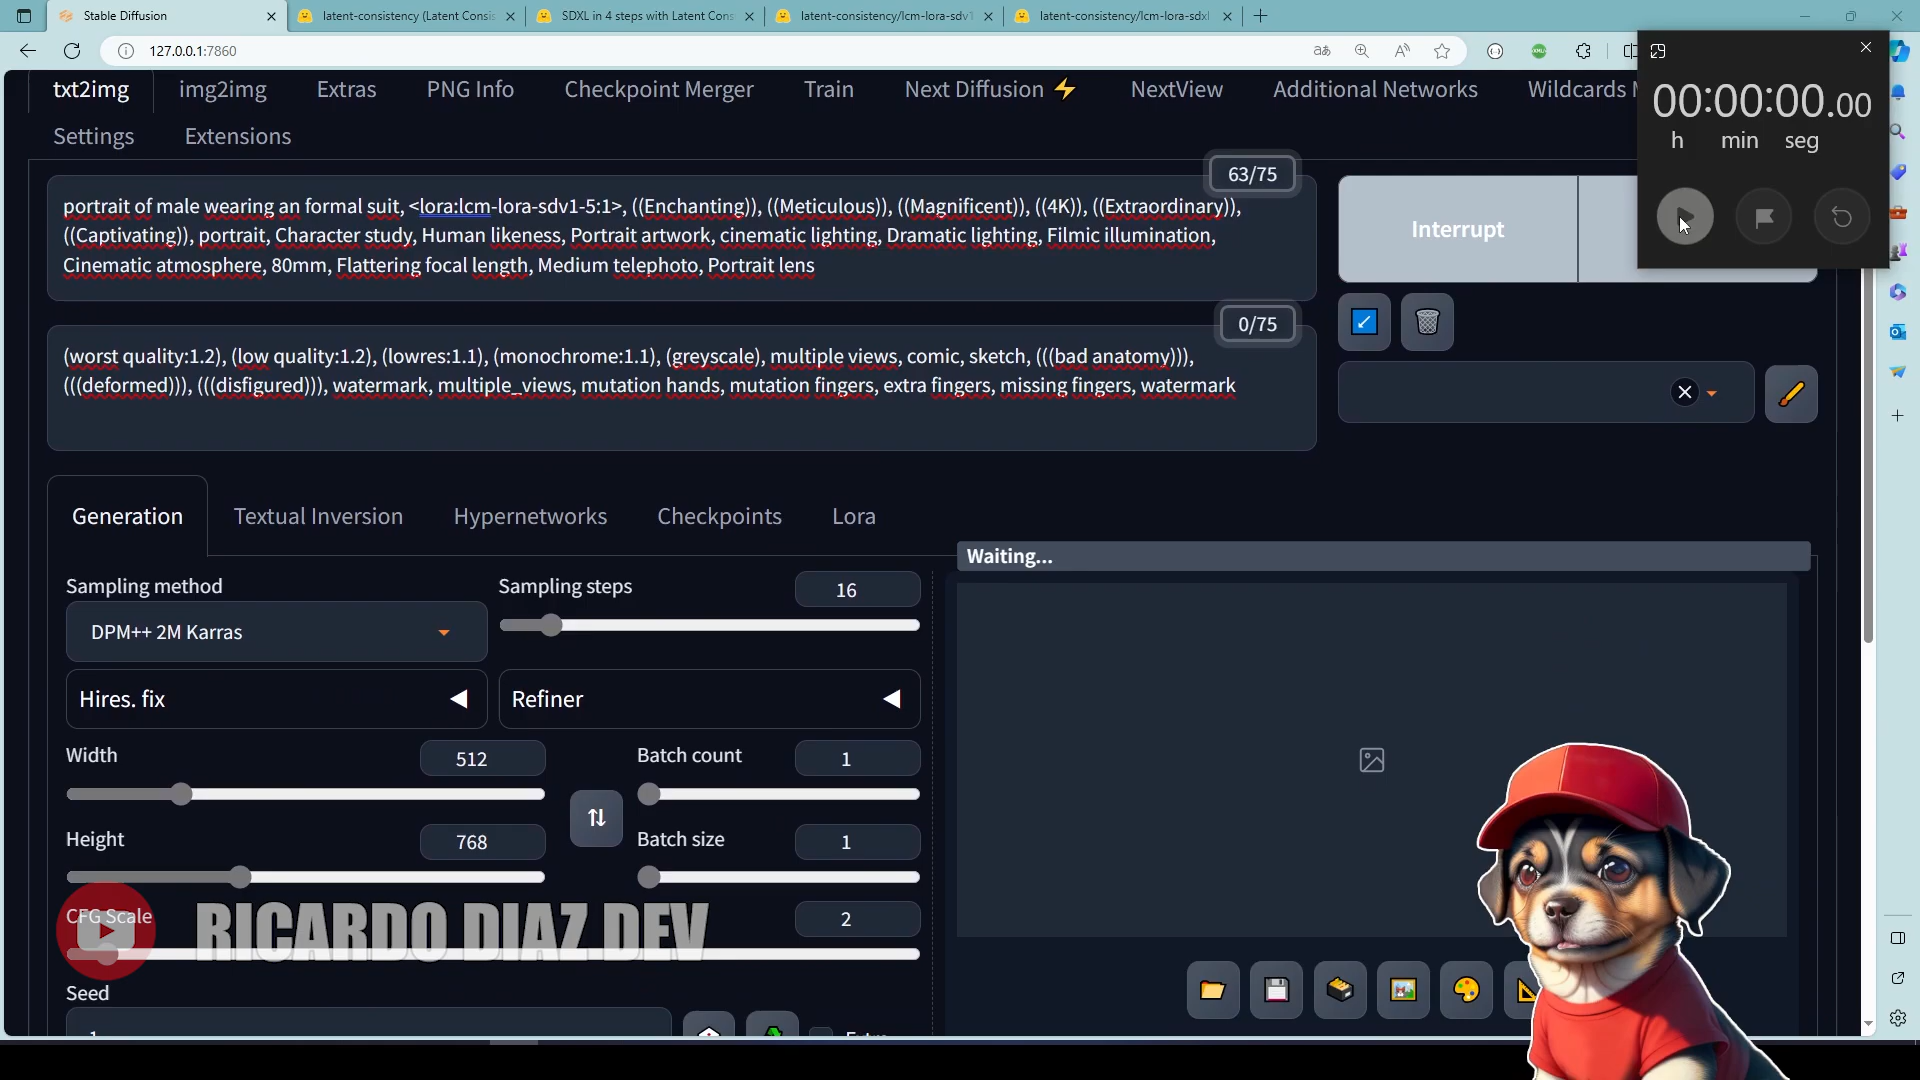 Stable Diffusion
latent-consistency (Latent Consis
SDXL in 4 steps with Latent Cons
latent-consistency/lcm-lora-sdv1
latent-consistency/lcm-lora-sdxl
127.0.0.1:7860
txt2img
img2img
Extras
PNG Info
Checkpoint Merger
Train
Next Diffusion ⚡
NextView
Additional Networks
Wildcards M
Settings
Extensions
00:00:00.00
h min seg
63/75
portrait of male wearing an formal suit, <lora:lcm-lora-sdv1-5:1>, ((Enchanting)), ((Meticulous)), ((Magnificent)), ((4K)), ((Extraordinary)),
((Captivating)), portrait, Character study, Human likeness, Portrait artwork, cinematic lighting, Dramatic lighting, Filmic illumination,
Cinematic atmosphere, 80mm, Flattering focal length, Medium telephoto, Portrait lens
Interrupt
0/75
(worst quality:1.2), (low quality:1.2), (lowres:1.1), (monochrome:1.1), (greyscale), multiple views, comic, sketch, (((bad anatomy))),
(((deformed))), (((disfigured))), watermark, multiple_views, mutation hands, mutation fingers, extra fingers, missing fingers, watermark
Generation
Textual Inversion
Hypernetworks
Checkpoints
Lora
Waiting...
Sampling method
DPM++ 2M Karras
Sampling steps
16
Hires. fix
Refiner
Width
512
Batch count
1
Height
768
Batch size
1
CFG Scale
2
RICARDO DIAZ DEV
Seed